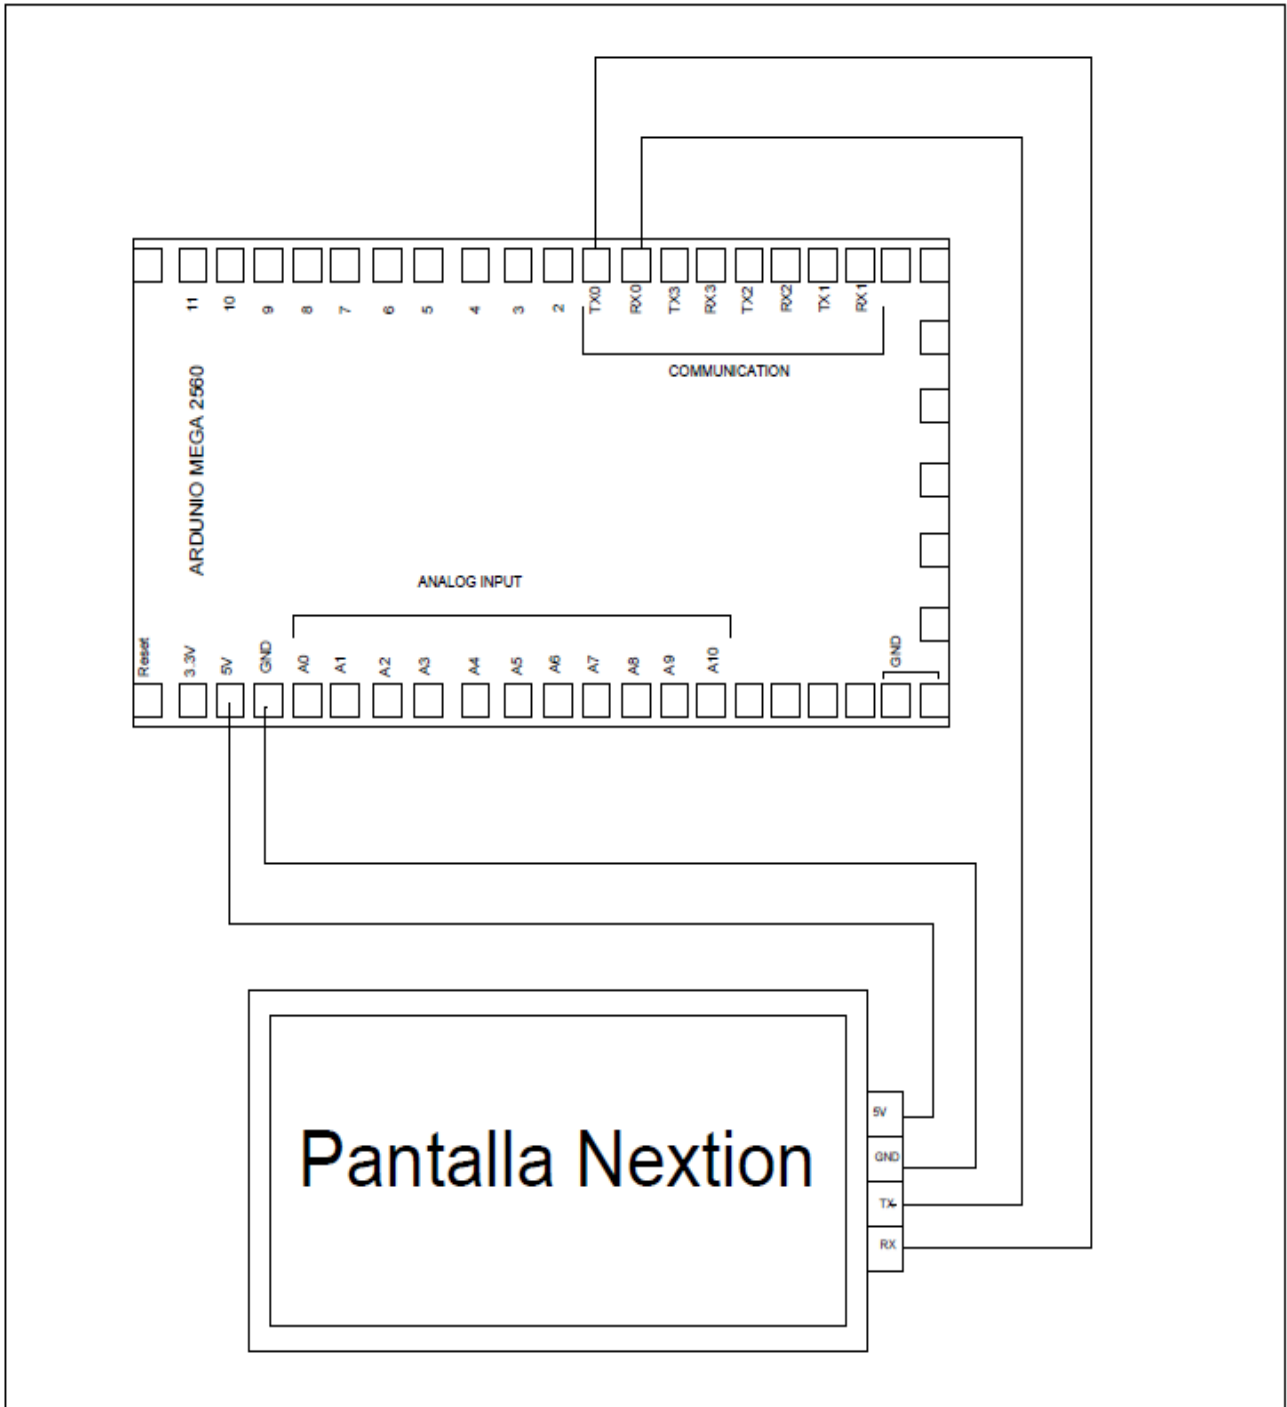 11
10
9
8
7
6
5
4
3
2
TX0
RX0
TX3
RX3
TX2
RX2
TX1
RX1
COMMUNICATION
ARDUNIO MEGA 2560
ANALOG INPUT
Reset
3.3V
5V
GND
A0
A1
A2
A3
A4
A5
A6
A7
A8
A9
A10
GND
Pantalla Nextion
5V
GND
TX
RX